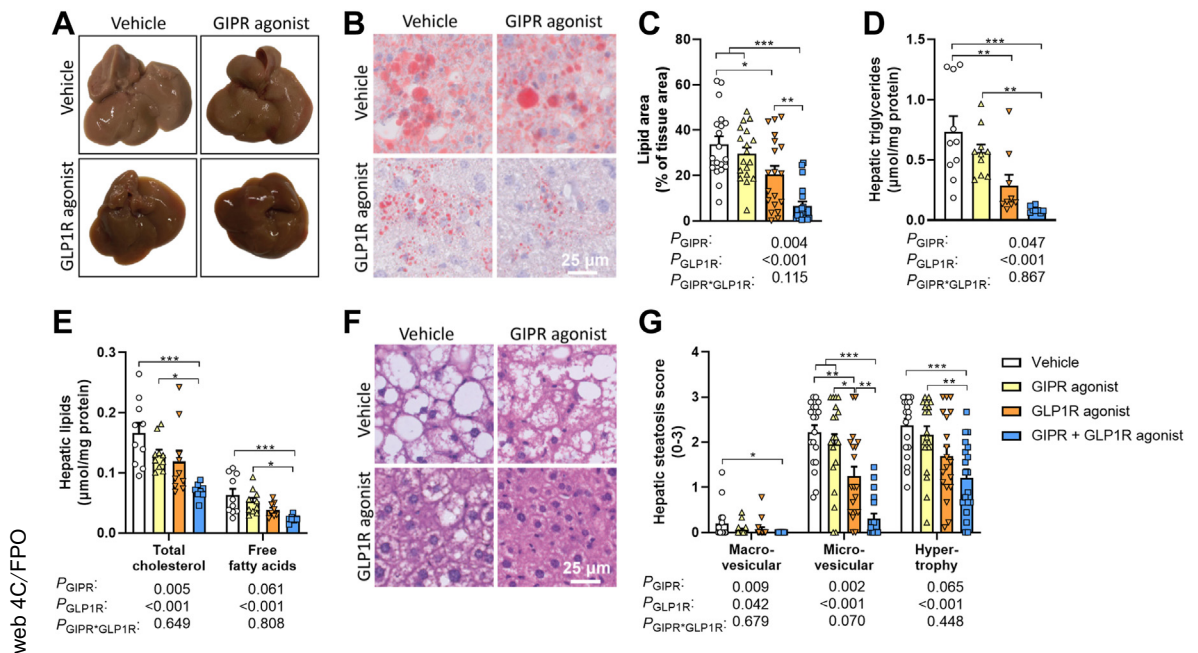 A
Vehicle
GIPR agonist
Vehicle
GLP1R agonist
B
Vehicle
GIPR agonist
Vehicle
GLP1R agonist
25 μm
C
Lipid area
(% of tissue area)
80
60
40
20
0
***
*
**
PGIPR: 0.004
PGLP1R: <0.001
PGIPR*GLP1R: 0.115
D
Hepatic triglycerides
(μmol/mg protein)
1.5
1.0
0.5
0.0
***
**
**
PGIPR: 0.047
PGLP1R: <0.001
PGIPR*GLP1R: 0.867
E
Hepatic lipids
(μmol/mg protein)
0.3
0.2
0.1
0.0
***
*
***
*
Total
cholesterol
Free
fatty acids
PGIPR: 0.005 0.061
PGLP1R: <0.001 <0.001
PGIPR*GLP1R: 0.649 0.808
F
Vehicle
GIPR agonist
Vehicle
GLP1R agonist
25 μm
G
Hepatic steatosis score
(0-3)
4
3
2
1
0
*
***
**
*
**
***
**
Macro-
vesicular
Micro-
vesicular
Hyper-
trophy
PGIPR: 0.009 0.002 0.065
PGLP1R: 0.042 <0.001 <0.001
PGIPR*GLP1R: 0.679 0.070 0.448
Vehicle
GIPR agonist
GLP1R agonist
GIPR + GLP1R agonist
web 4C/FPO